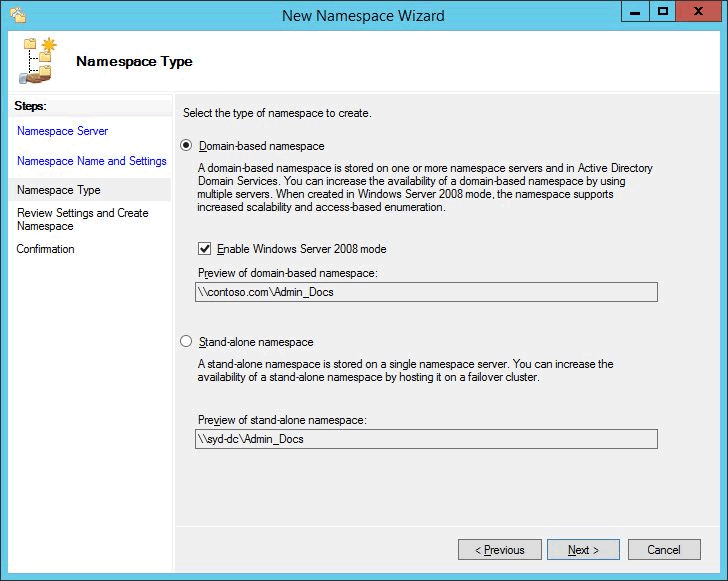 New Namespace Wizard
Namespace Type
Steps:
Namespace Server
Namespace Name and Settings
Namespace Type
Review Settings and Create
Namespace
Confirmation
Select the type of namespace to create.
Domain-based namespace
A domain-based namespace is stored on one or more namespace servers and in Active Directory
Domain Services. You can increase the availability of a domain-based namespace by using
multiple servers. When created in Windows Server 2008 mode, the namespace supports
increased scalability and access-based enumeration.
Enable Windows Server 2008 mode
Preview of domain-based namespace:
\\contoso.com\Admin_Docs
Stand-alone namespace
A stand-alone namespace is stored on a single namespace server. You can increase the
availability of a stand-alone namespace by hosting it on a failover cluster.
Preview of stand-alone namespace:
\\syd-dc\Admin_Docs
< Previous
Next >
Cancel